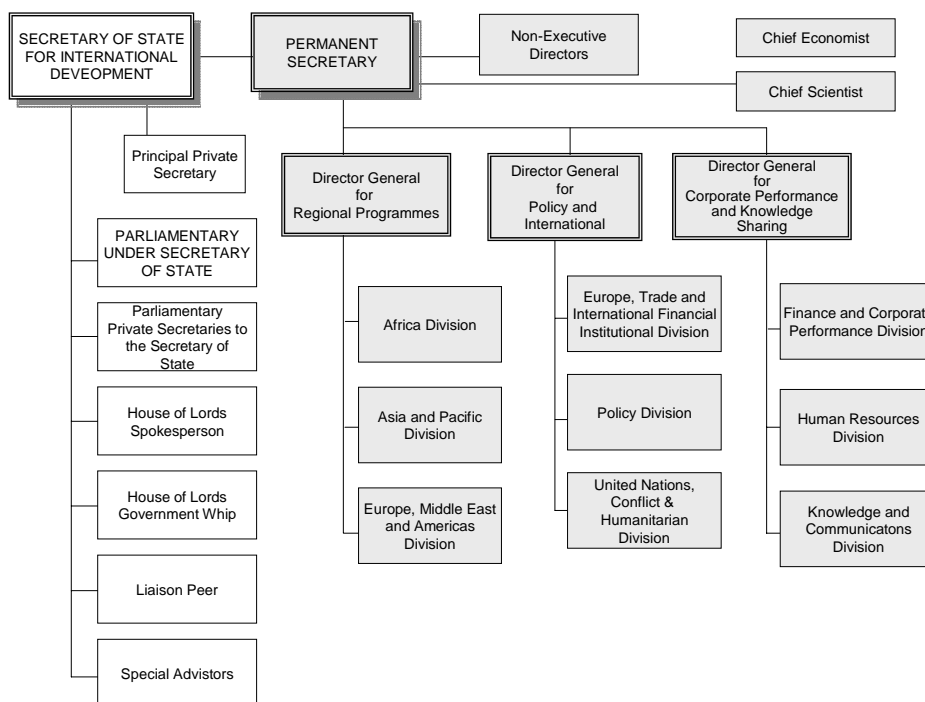 SECRETARY OF STATE
FOR INTERNATIONAL
DEVEOPMENT
PERMANENT
SECRETARY
Non-Executive
Directors
Chief Economist
Chief Scientist
Principal Private
Secretary
Director General
for
Regional Programmes
Director General
for
Policy and
International
Director General
for
Corporate Performance
and Knowledge
Sharing
PARLIAMENTARY
UNDER SECRETARY
OF STATE
Parliamentary
Private Secretaries to
the Secretary of
State
House of Lords
Spokesperson
House of Lords
Government Whip
Liaison Peer
Special Advistors
Africa Division
Asia and Pacific
Division
Europe, Middle East
and Americas
Division
Europe, Trade and
International Financial
Institutional Division
Policy Division
United Nations,
Conflict &
Humanitarian
Division
Finance and Corporat
Performance Division
Human Resources
Division
Knowledge and
Communicatons
Division